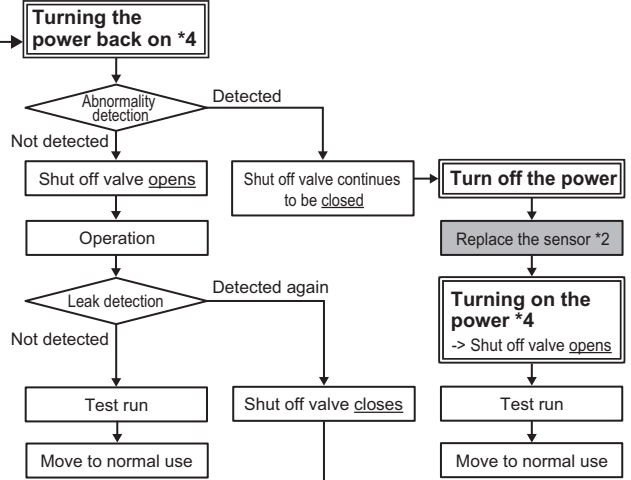 Turning the
power back on *4
Abnormality
detection
Detected
Not detected
Shut off valve opens
Shut off valve continues
to be closed
Turn off the power
Operation
Replace the sensor *2
Leak detection
Detected again
Not detected
Turning on the
power *4
-> Shut off valve opens
Test run
Shut off valve closes
Test run
Move to normal use
Move to normal use